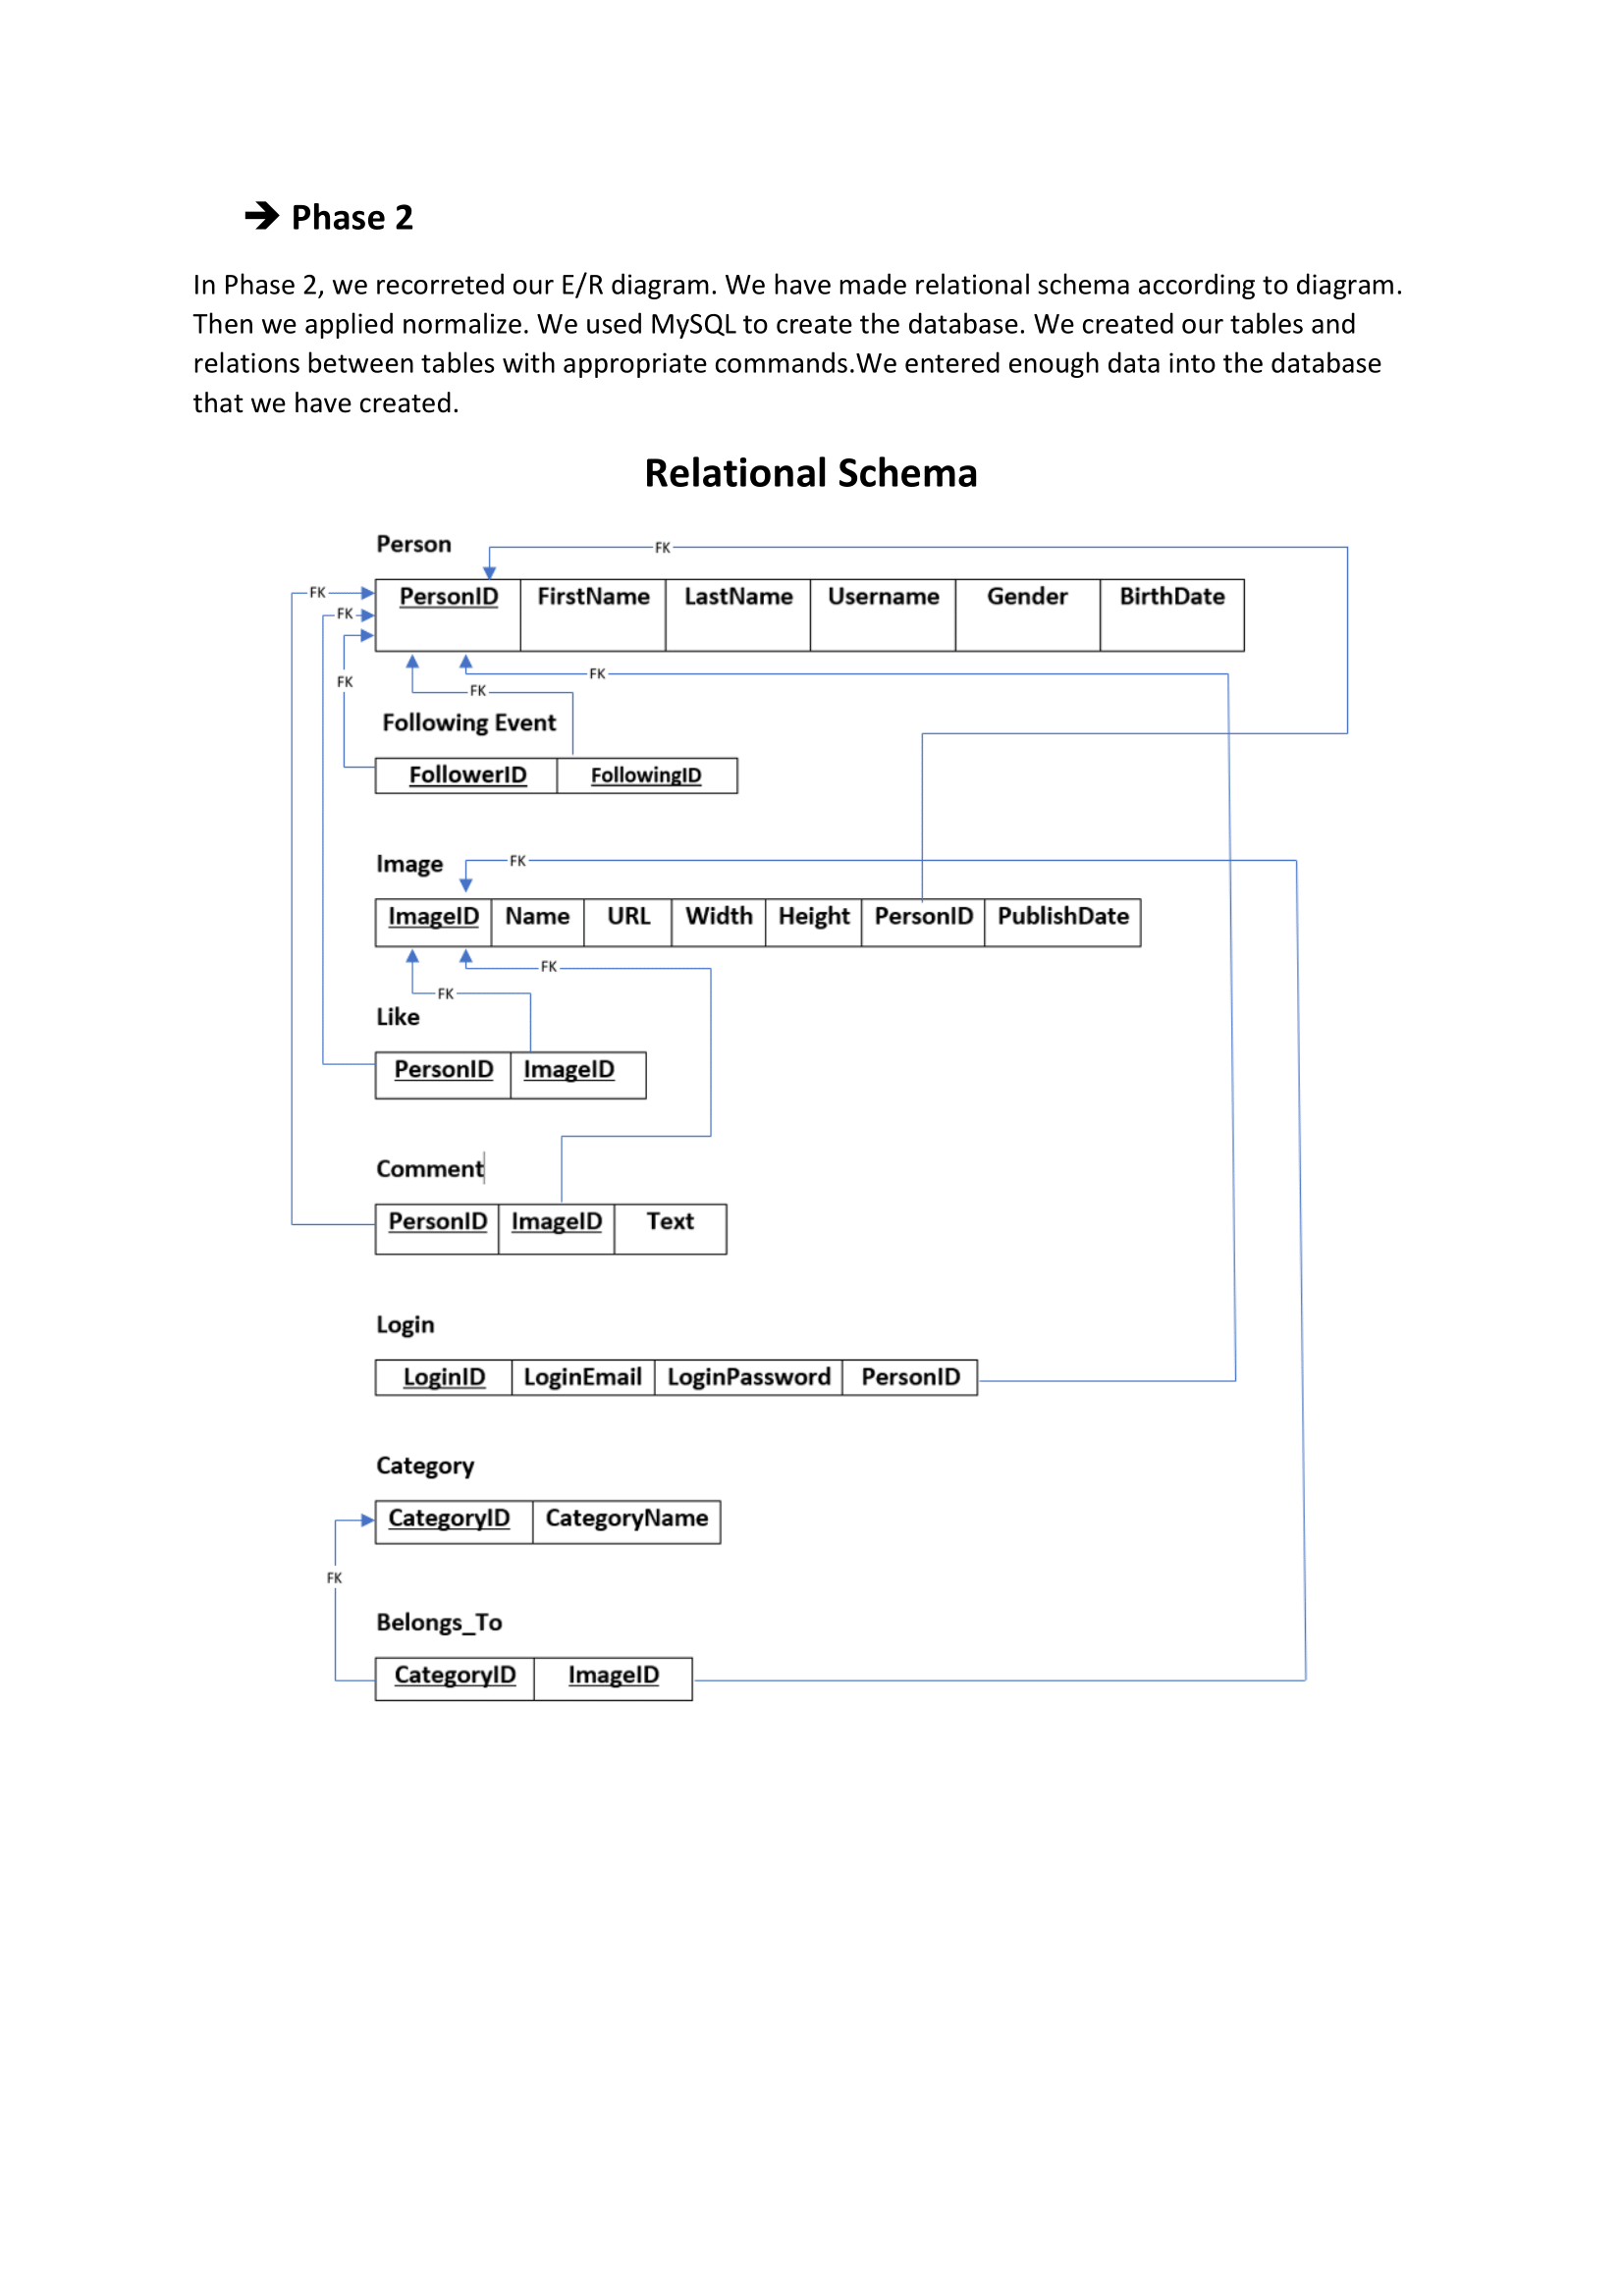 ➔ Phase 2
In Phase 2, we recorreted our E/R diagram. We have made relational schema according to diagram.
Then we applied normalize. We used MySQL to create the database. We created our tables and
relations between tables with appropriate commands.We entered enough data into the database
that we have created.
Relational Schema
Person
FK
FK
PersonID FirstName LastName Username Gender BirthDate
FK
FK
FK
FK
Following Event
FollowerID FollowingID
Image
FK
ImageID Name URL Width Height PersonID PublishDate
FK
FK
Like
PersonID ImageID
Comment
PersonID ImageID Text
Login
LoginID LoginEmail LoginPassword PersonID
Category
CategoryID CategoryName
FK
Belongs_To
CategoryID ImageID